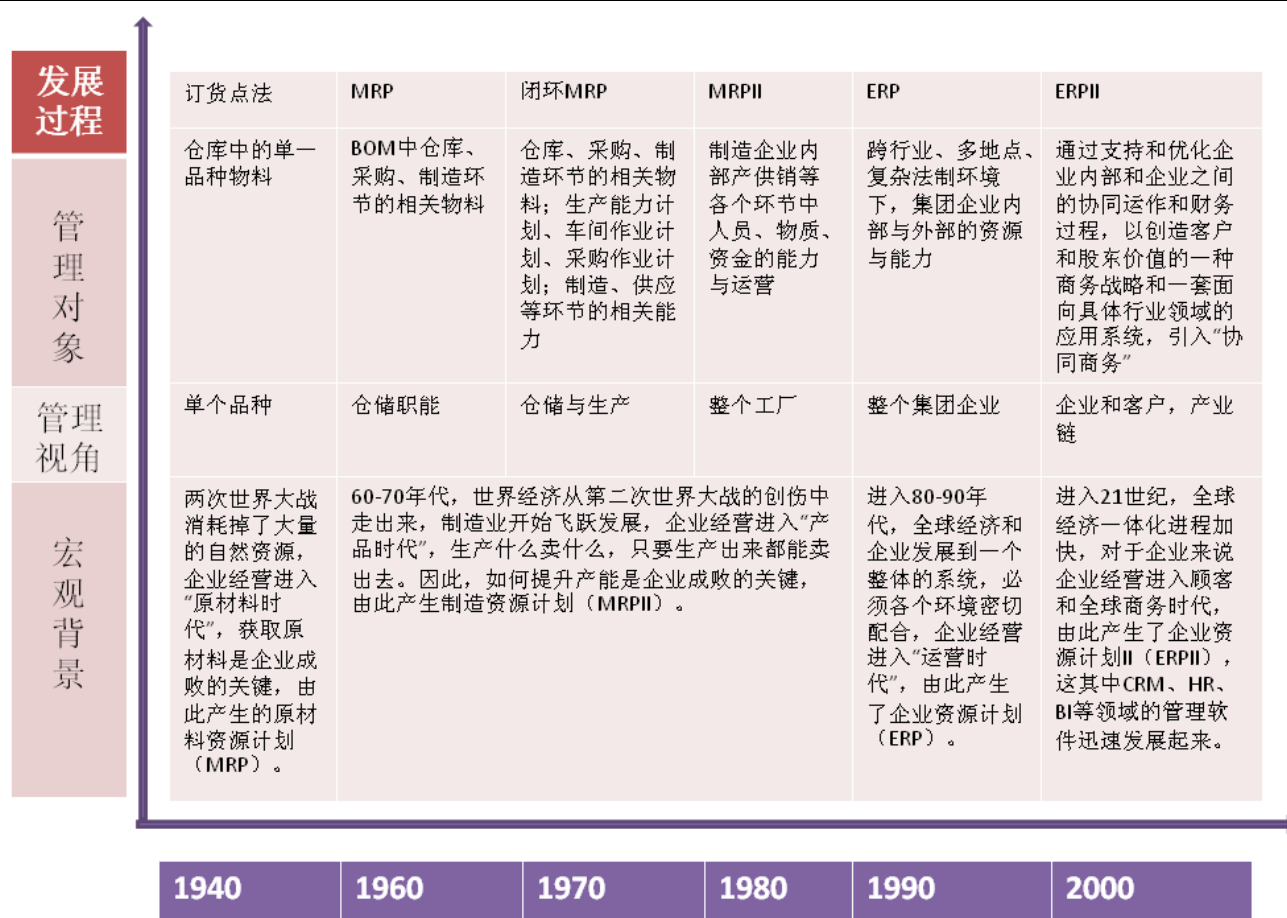 发展
过程
订货点法
MRP
闭环MRP
MRPII
ERP
ERPII
管
理
对
象
仓库中的单一
品种物料
BOM中仓库、
采购、制造环
节的相关物料
仓库、采购、制
造环节的相关物
料；生产能力计
划、车间作业计
划、采购作业计
划；制造、供应
等环节的相关能
力
制造企业内
部产供销等
各个环节中
人员、物质、
资金的能力
与运营
跨行业、多地点、
复杂法制环境
下，集团企业内
部与外部的资源
与能力
通过支持和优化企
业内部和企业之间
的协同运作和财务
过程，以创造客户
和股东价值的一种
商务战略和一套面
向具体行业领域的
应用系统，引入“协
同商务”
管理
视角
单个品种
仓储职能
仓储与生产
整个工厂
整个集团企业
企业和客户，产业
链
宏
观
背
景
两次世界大战
消耗掉了大量
的自然资源，
企业经营进入
“原材料时
代”，获取原
材料是企业成
败的关键，由
此产生的原材
料资源计划
（MRP）。
60-70年代，世界经济从第二次世界大战的创伤中
走出来，制造业开始飞跃发展，企业经营进入“产
品时代”，生产什么卖什么，只要生产出来都能卖
出去。因此，如何提升产能是企业成败的关键，
由此产生制造资源计划（MRPII）。
进入80-90年
代，全球经济和
企业发展到一个
整体的系统，必
须各个环境密切
配合，企业经营
进入“运营时
代”，由此产生
了企业资源计划
（ERP）。
进入21世纪，全球
经济一体化进程加
快，对于企业来说
企业经营进入顾客
和全球商务时代，
由此产生了企业资
源计划II（ERPII），
这其中CRM、HR、
BI等领域的管理软
件迅速发展起来。
1940
1960
1970
1980
1990
2000